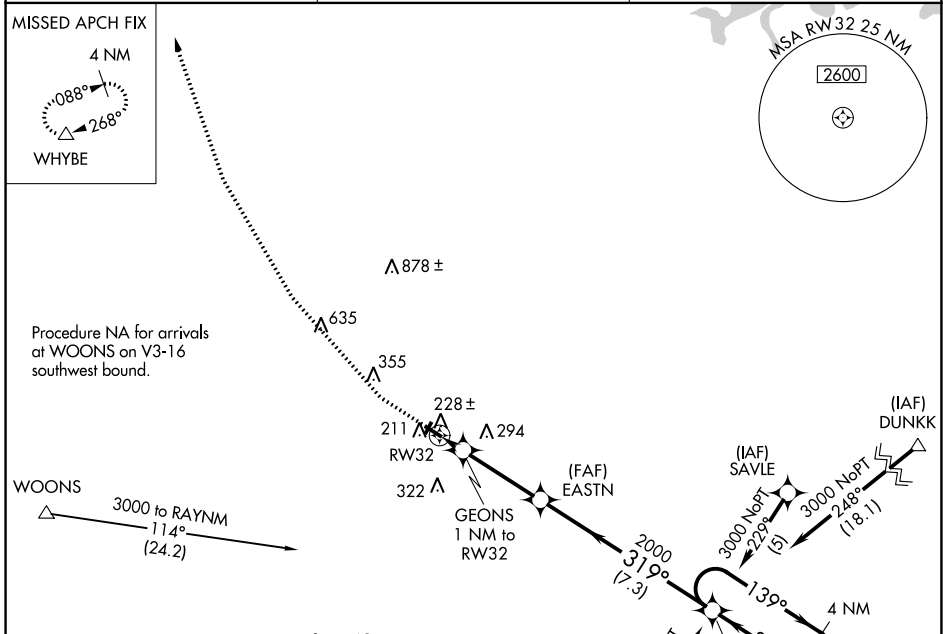 MISSED APCH FIX
4 NM
088°
268°
WHYBE
MSA RW32 25 NM
2600
878 ±
635
Procedure NA for arrivals
at WOONS on V3-16
southwest bound.
355
228 ±
211
294
RW32
322
(FAF)
EASTN
GEONS
1 NM to
RW32
(IAF)
DUNKK
(IAF)
SAVLE
3000 NoPT
229°
(5)
3000 NoPT
248°
(18.1)
WOONS
3000 to RAYNM
114°
(24.2)
2000
319°
(7.3)
139°
4 NM